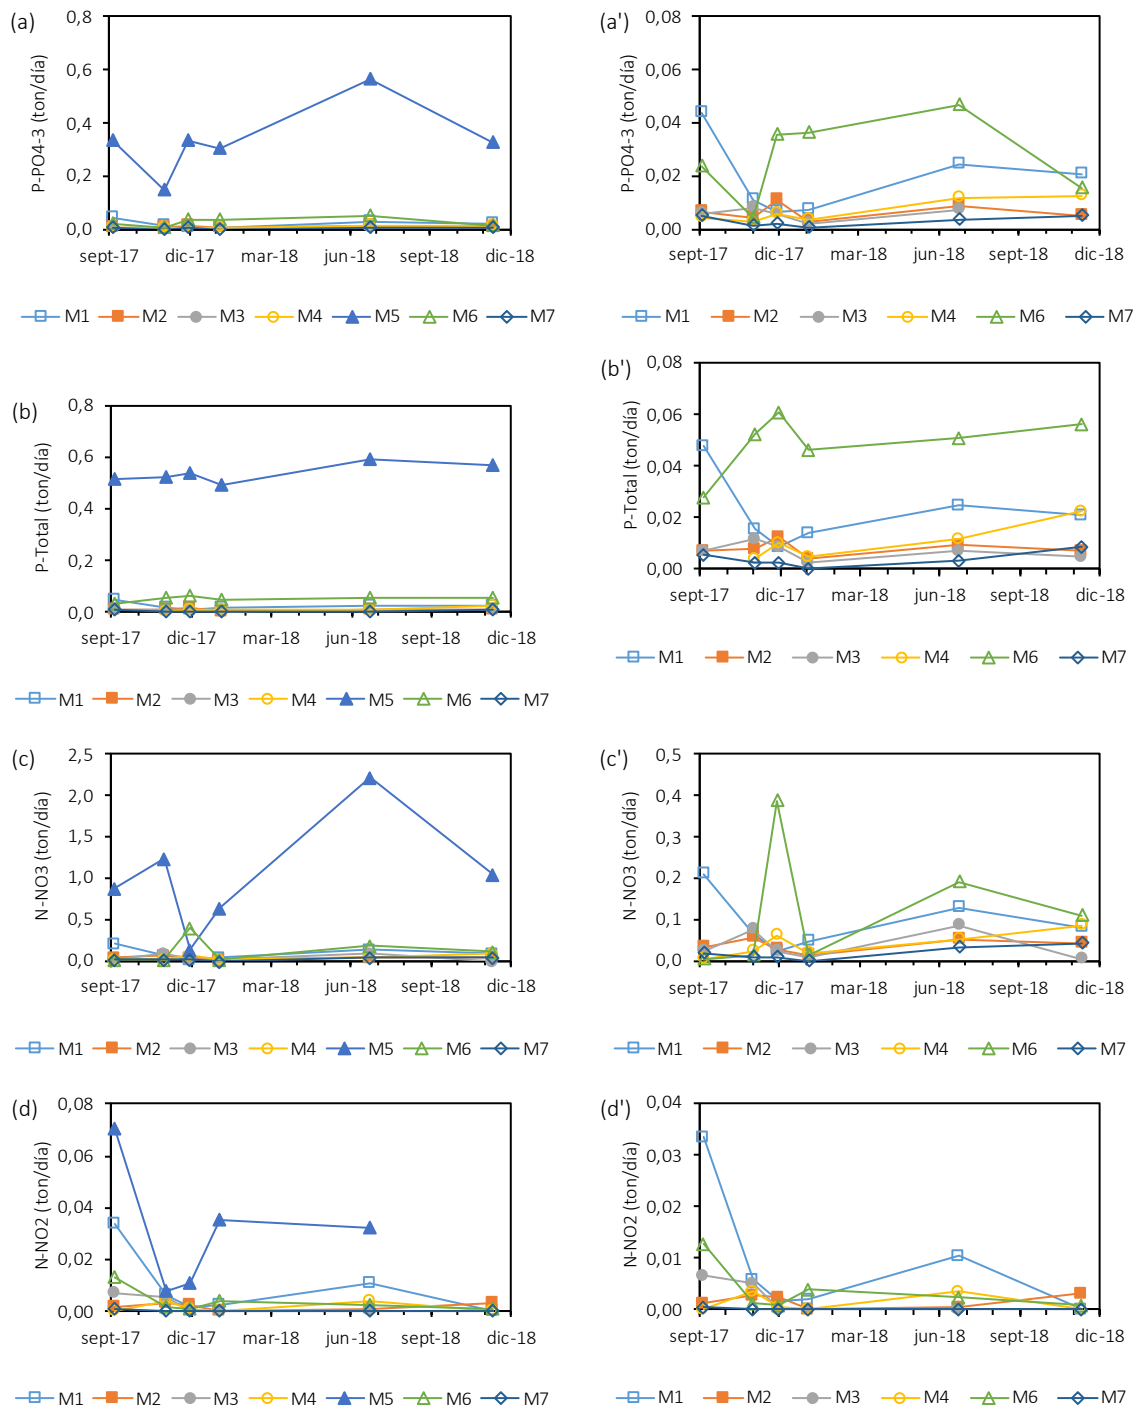 (a)
P-PO4-3 (ton/día)
0,8
0,6
0,4
0,2
0,0
sept-17 dic-17 mar-18 jun-18 sept-18 dic-18
M1 M2 M3 M4 M5 M6 M7
(a')
P-PO4-3 (ton/día)
0,08
0,06
0,04
0,02
0,00
sept-17 dic-17 mar-18 jun-18 sept-18 dic-18
M1 M2 M3 M4 M6 M7
(b)
P-Total (ton/día)
0,8
0,6
0,4
0,2
0,0
sept-17 dic-17 mar-18 jun-18 sept-18 dic-18
M1 M2 M3 M4 M5 M6 M7
(b')
P-Total (ton/día)
0,08
0,06
0,04
0,02
0,00
sept-17 dic-17 mar-18 jun-18 sept-18 dic-18
M1 M2 M3 M4 M6 M7
(c)
N-NO3 (ton/día)
2,5
2,0
1,5
1,0
0,5
0,0
sept-17 dic-17 mar-18 jun-18 sept-18 dic-18
M1 M2 M3 M4 M5 M6 M7
(c')
N-NO3 (ton/día)
0,5
0,4
0,3
0,2
0,1
0,0
sept-17 dic-17 mar-18 jun-18 sept-18 dic-18
M1 M2 M3 M4 M6 M7
(d)
N-NO2 (ton/día)
0,08
0,06
0,04
0,02
0,00
sept-17 dic-17 mar-18 jun-18 sept-18 dic-18
M1 M2 M3 M4 M5 M6 M7
(d')
N-NO2 (ton/día)
0,04
0,03
0,02
0,01
0,00
sept-17 dic-17 mar-18 jun-18 sept-18 dic-18
M1 M2 M3 M4 M6 M7